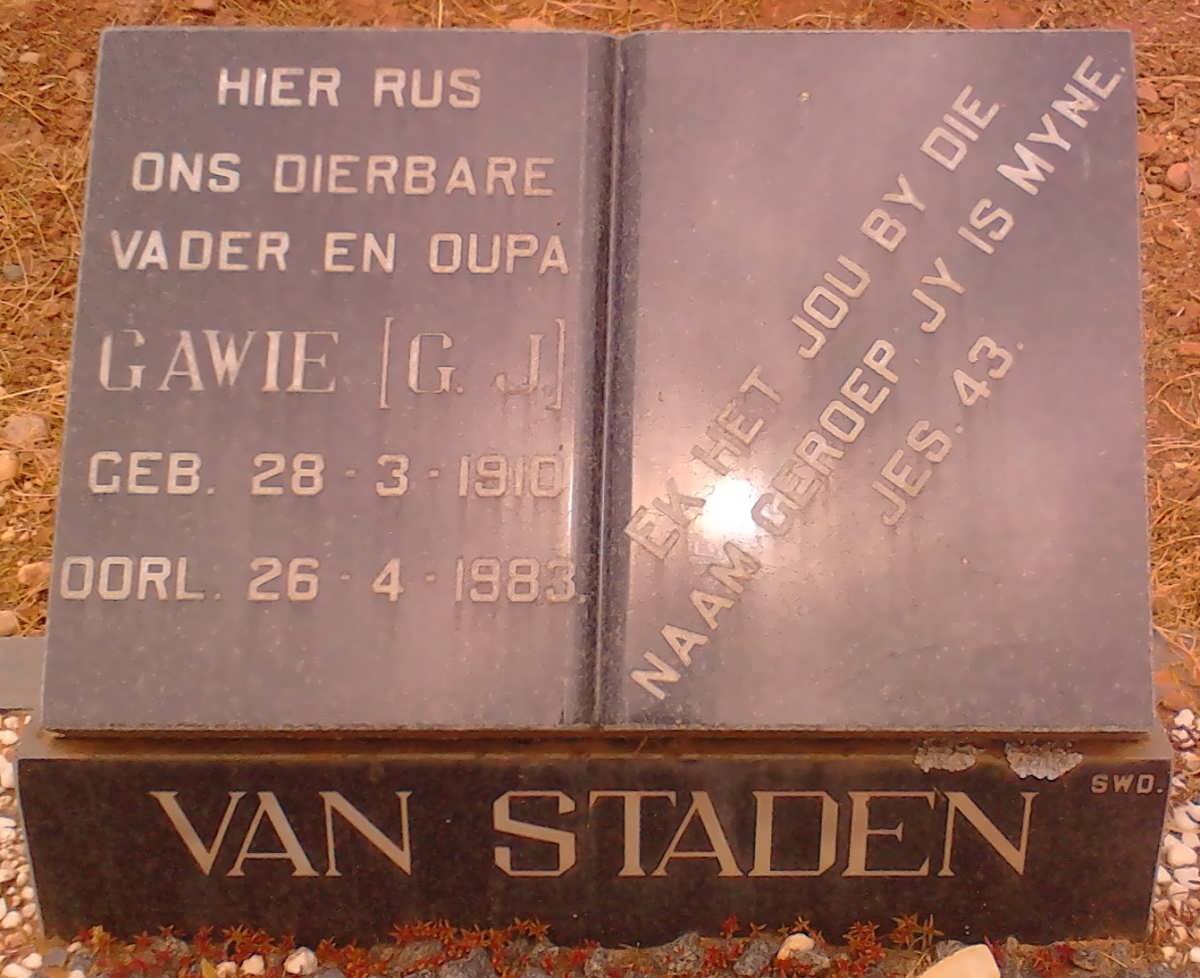 HIER RUS
ONS DIERBARE
VADER EN OUPA
GAWIE [G. J.]
GEB. 28 - 3 - 1910
OORL. 26 - 4 - 1983.
EK HET JOU BY DIE
NAAM GEROEP JY IS MYNE.
JES. 43.
VAN STADEN
SWD.